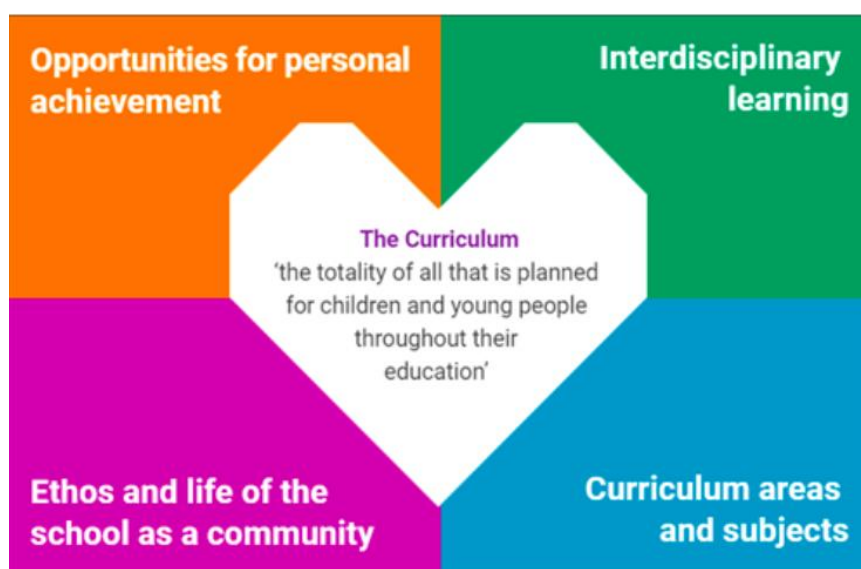 Opportunities for personal
achievement
Interdisciplinary
learning
The Curriculum
‘the totality of all that is planned
for children and young people
throughout their
education’
Ethos and life of the
school as a community
Curriculum areas
and subjects